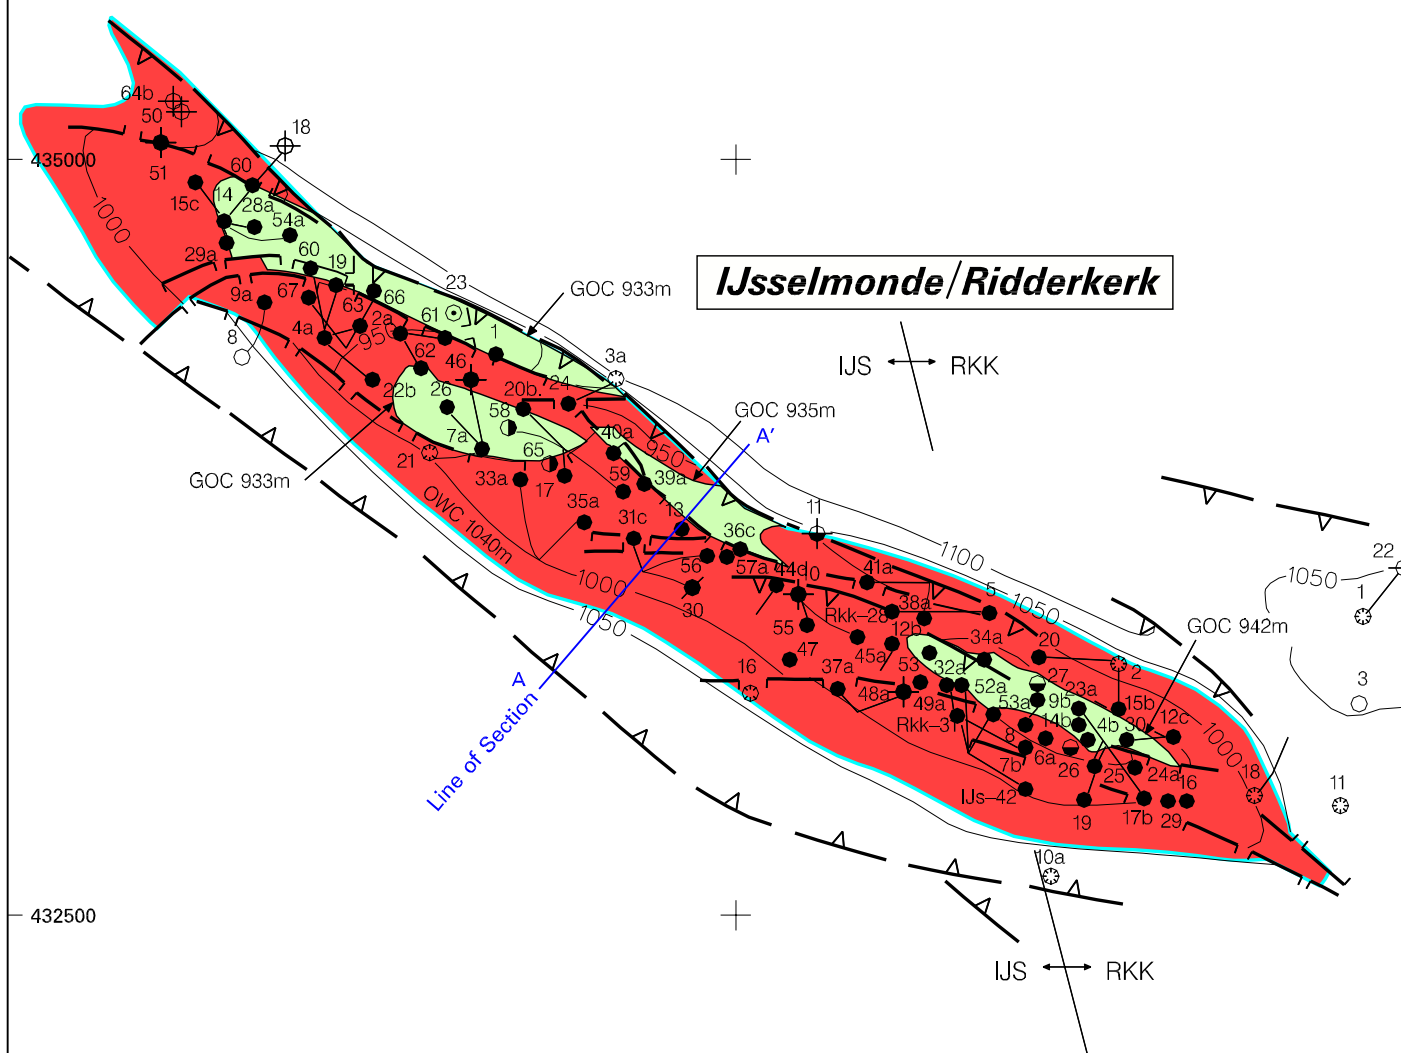 64b
50
18
435000
51
60
15c
14
28a
54a
1000
29a
60
19
23
GOC 933m
IJsselmonde/Ridderkerk
9a
67
63
66
61
4a
2a
1
8
950
3a
IJS
RKK
62
46
22b
26
20b.
24
58
GOC 935m
A'
7a
40a
950
65
21
GOC 933m
33a
17
59
39a
OWC 1040m
35a
31c
13
11
36c
1100
22
56
57a
44d
10
41a
1050
1
1000
30
Rkk–28
38a
5
1050
1050
55
12b
34a
20
GOC 942m
47
45a
16
37a
53
32a
27
2
A
48a
49a
52a
9b
23a
15b
3
Line of Section
Rkk–31
53a
14b
4b
30
12c
1000
8
6a
7b
26
25
24a
16
18
11
IJs–42
19
17b
29
10a
432500
IJS
RKK